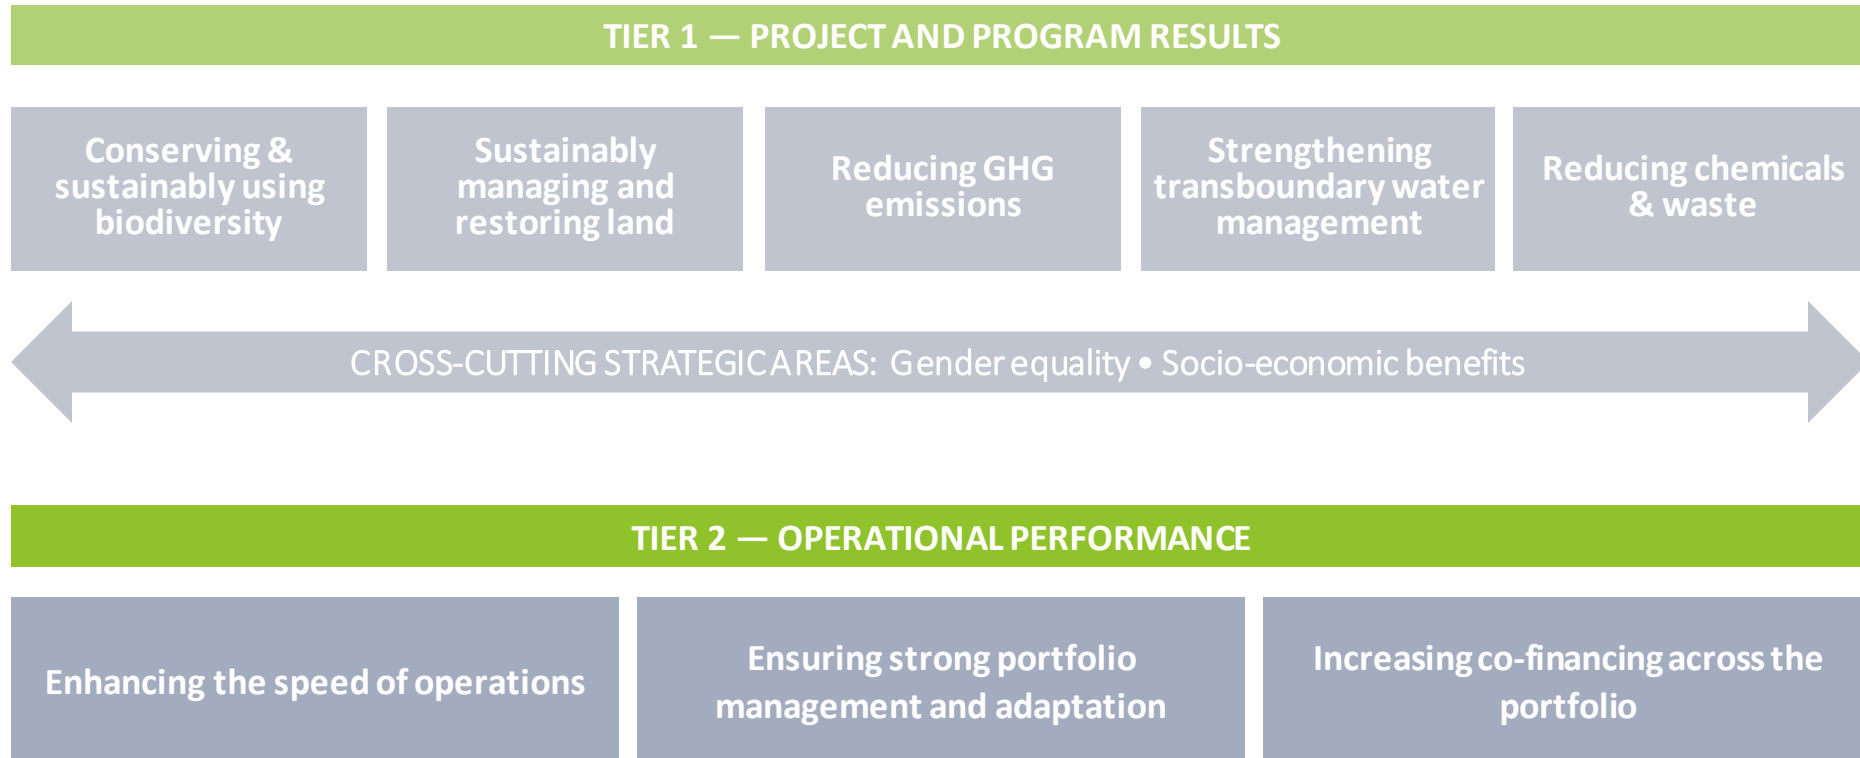 TIER 1 — PROJECT AND PROGRAM RESULTS
Conserving &
sustainably using
biodiversity
Sustainably
managing and
restoring land
Reducing GHG
emissions
Strengthening
transboundary water
management
Reducing chemicals
& waste
CROSS-CUTTING STRATEGIC AREAS: Gender equality • Socio-economic benefits
TIER 2 — OPERATIONAL PERFORMANCE
Enhancing the speed of operations
Ensuring strong portfolio
management and adaptation
Increasing co-financing across the
portfolio